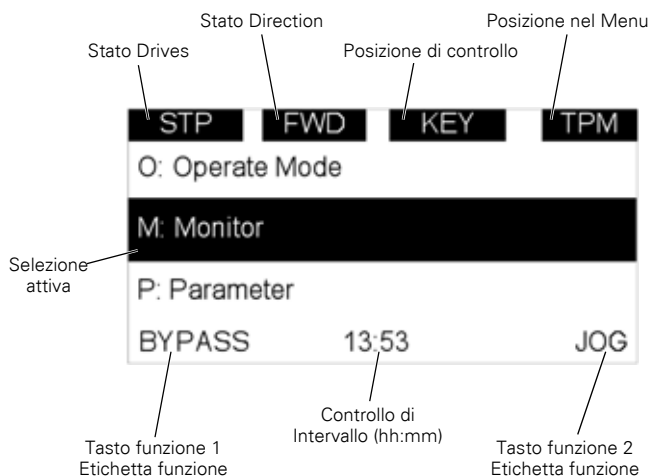 Stato Direction
Posizione nel Menu
Stato Drives
Posizione di controllo
STP FWD KEY TPM
O: Operate Mode
M: Monitor
Selezione
attiva
P: Parameter
BYPASS 13:53 JOG
Controllo di
Intervallo (hh:mm)
Tasto funzione 1
Etichetta funzione
Tasto funzione 2
Etichetta funzione